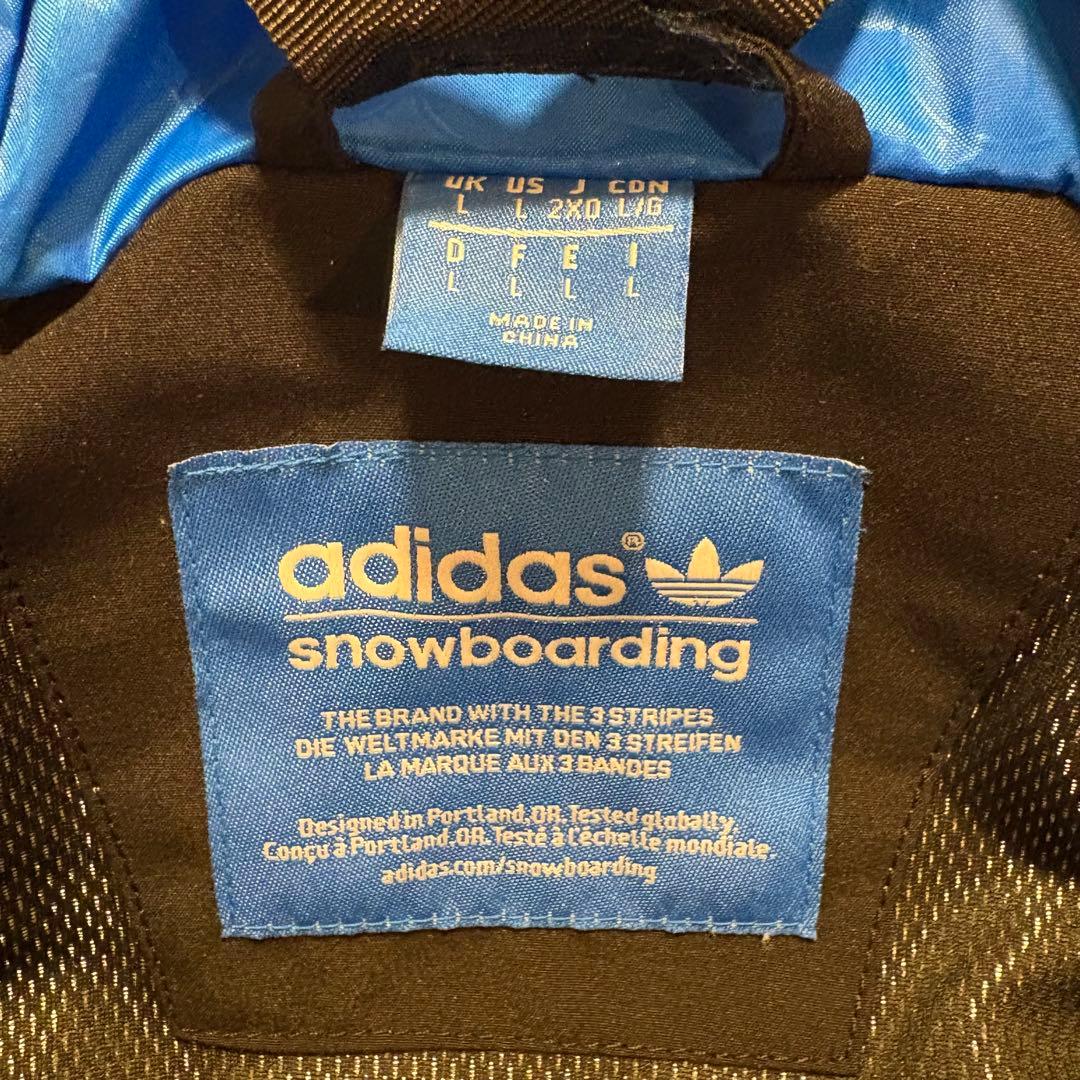 UK US J CDN
L L 2XO L/G
D F E I
L L L L
MADE IN
CHINA
adidas®
snowboarding
THE BRAND WITH THE 3 STRIPES
DIE WELTMARKE MIT DEN 3 STREIFEN
LA MARQUE AUX 3 BANDES
Designed in Portland, OR. Tested globally.
Conçu à Portland, OR. Testé à l'échelle mondiale.
adidas.com/snowboarding